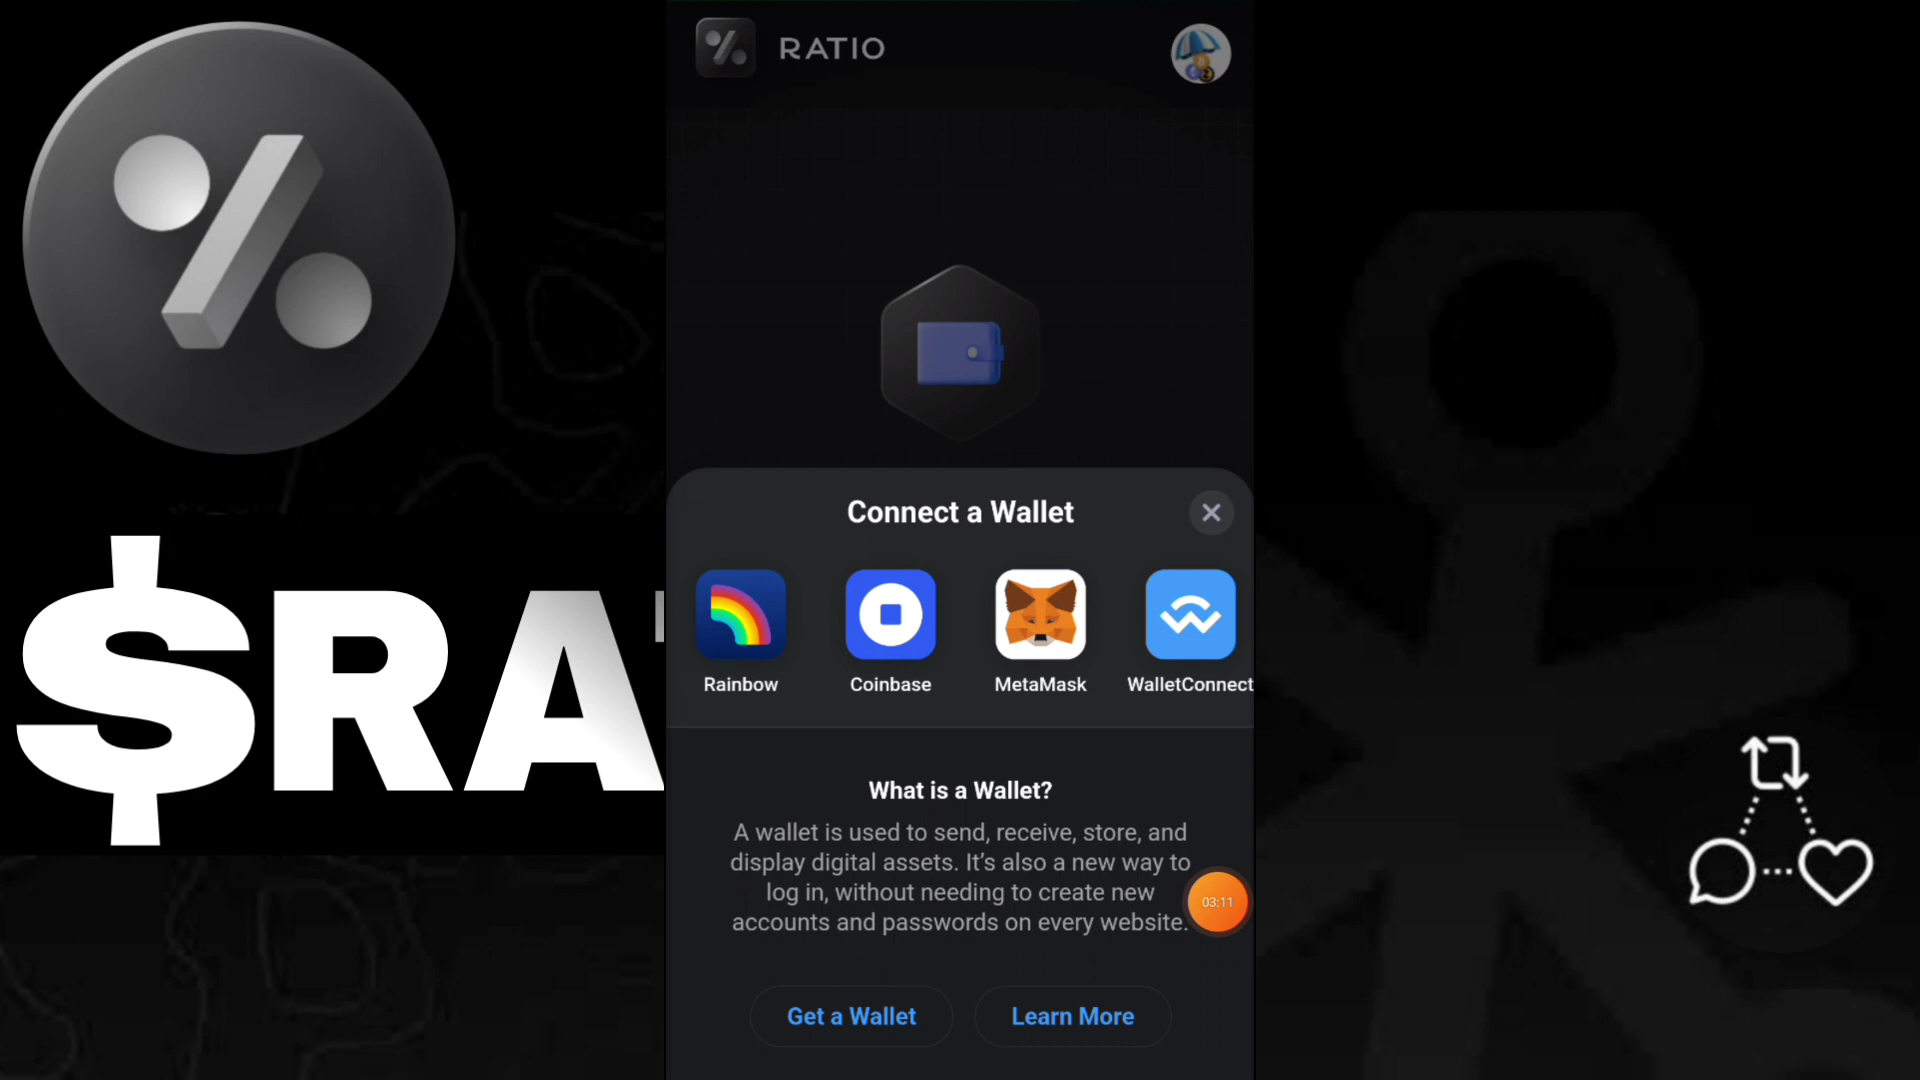 RATIO
$RA
Connect a Wallet
Rainbow
Coinbase
MetaMask
WalletConnect
What is a Wallet?
A wallet is used to send, receive, store, and
display digital assets. It’s also a new way to
log in, without needing to create new
accounts and passwords on every website.
03:11
Get a Wallet
Learn More